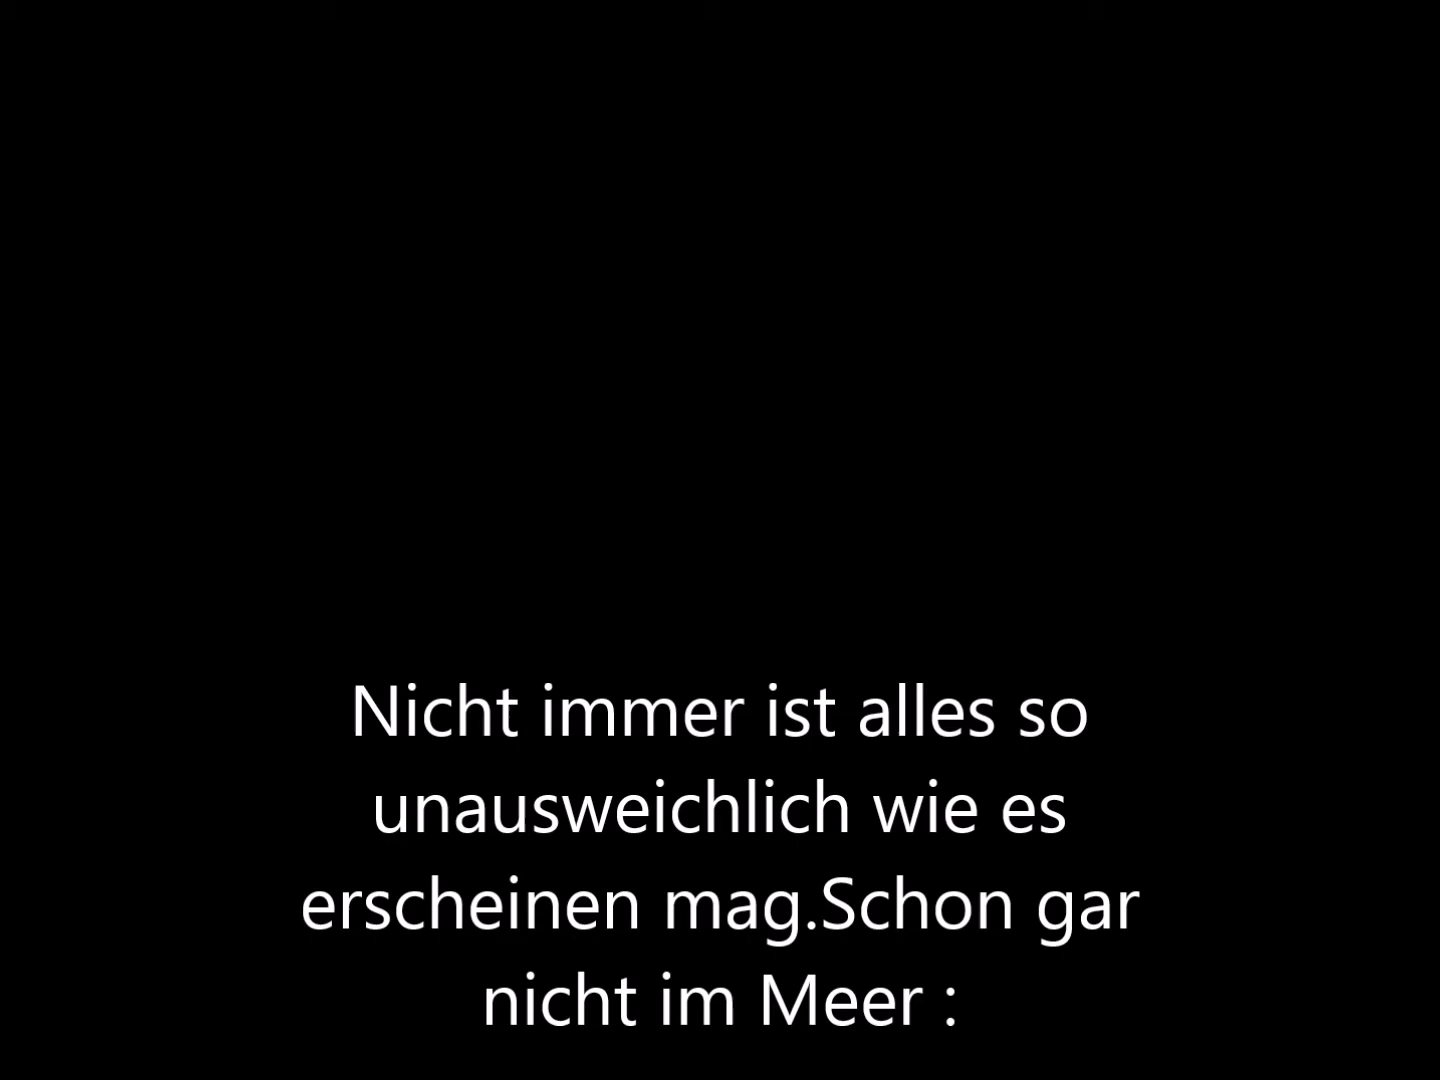 Nicht immer ist alles so
unausweichlich wie es
erscheinen mag.Schon gar
nicht im Meer :